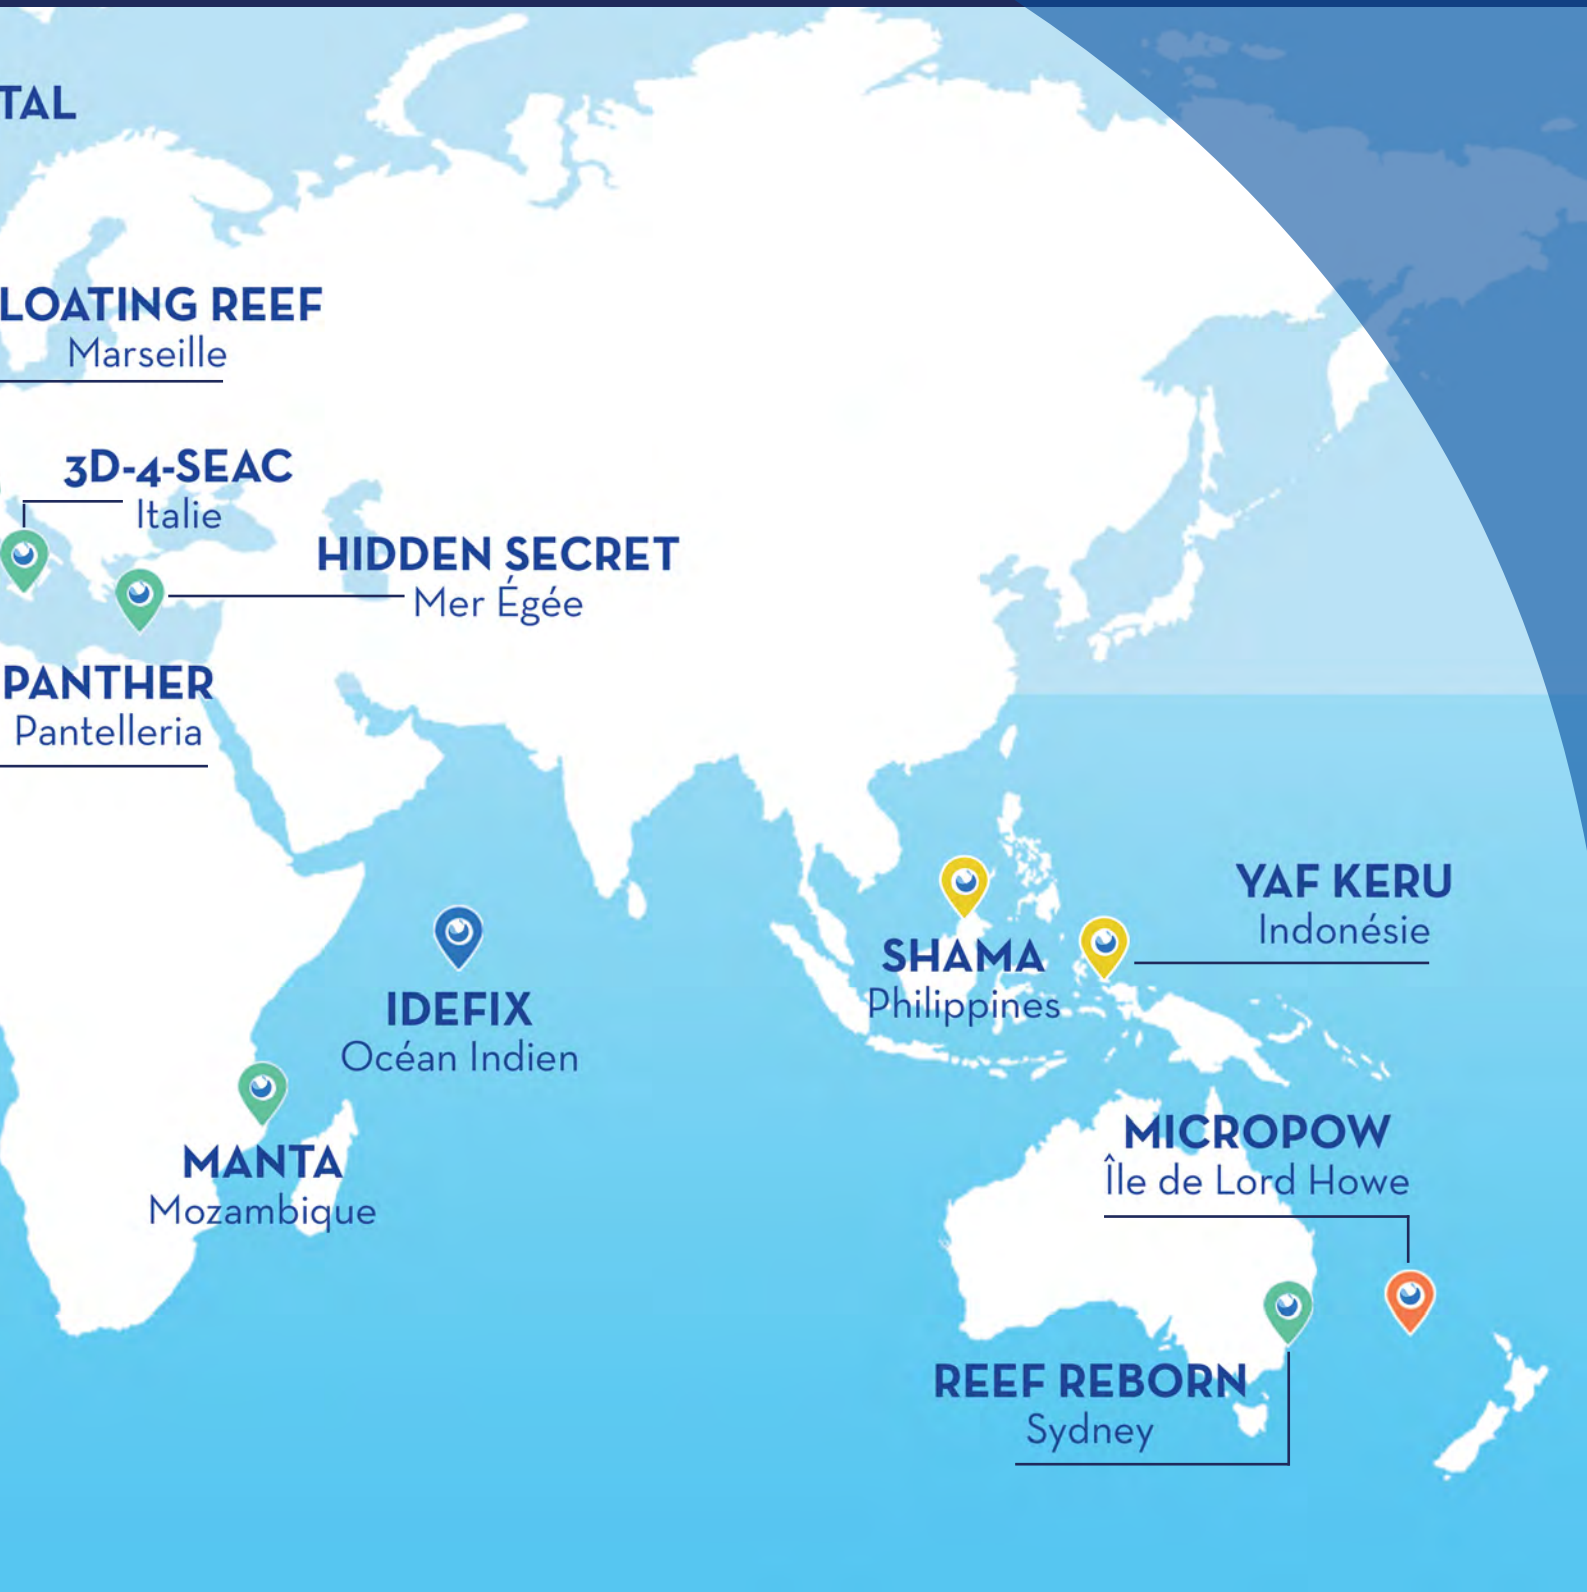 TAL
LOATING REEF
Marseille
3D-4-SEAC
Italie
HIDDEN SECRET
Mer Égée
PANTHER
Pantelleria
YAF KERU
Indonésie
SHAMA
Philippines
IDEFIX
Océan Indien
MANTA
Mozambique
MICROPOW
Île de Lord Howe
REEF REBORN
Sydney